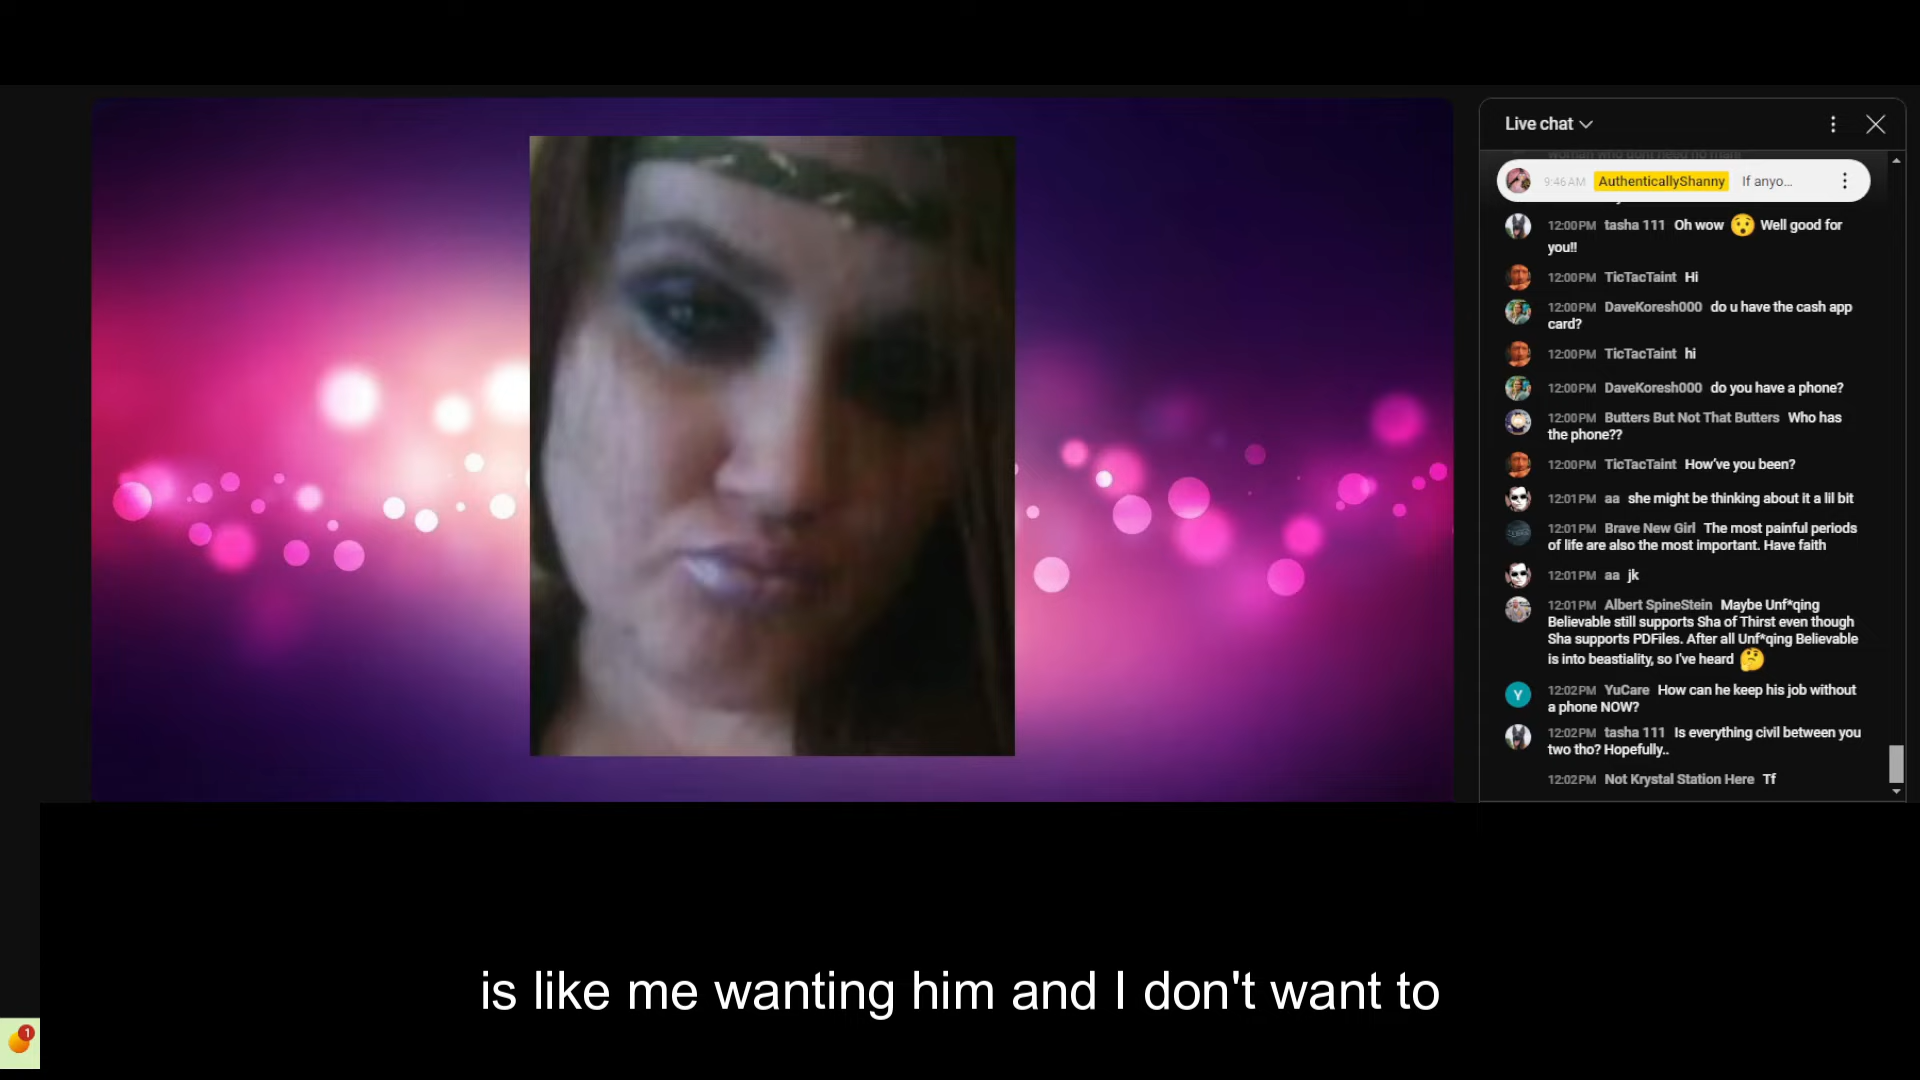 Live chat
9:46 AM AuthenticallyShanny If anyo...
12:00 PM tasha 111 Oh wow 😯 Well good for
you!!
12:00 PM TicTacTaint Hi
12:00 PM DaveKoresh000 do u have the cash app
card?
12:00 PM TicTacTaint hi
12:00 PM DaveKoresh000 do you have a phone?
12:00 PM Butters But Not That Butters Who has
the phone??
12:00 PM TicTacTaint How've you been?
12:01 PM aa she might be thinking about it a lil bit
12:01 PM Brave New Girl The most painful periods
of life are also the most important. Have faith
12:01 PM aa jk
12:01 PM Albert SpineStein Maybe Unf*qing
Believable still supports Sha of Thirst even though
Sha supports PDFiles. After all Unf*qing Believable
is into beastiality, so I've heard 🤔
Y 12:02 PM YuCare How can he keep his job without
a phone NOW?
12:02 PM tasha 111 Is everything civil between you
two tho? Hopefully..
12:02 PM Not Krystal Station Here Tf
is like me wanting him and I don't want to
1